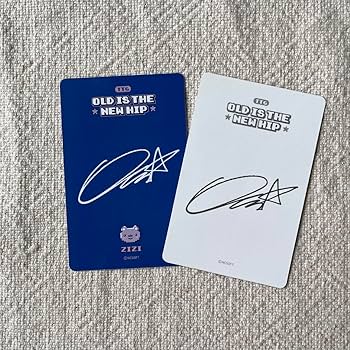 TTG
OLD IS THE
NEW HIP
ZIZI
TTG
OLD IS THE
NEW HIP